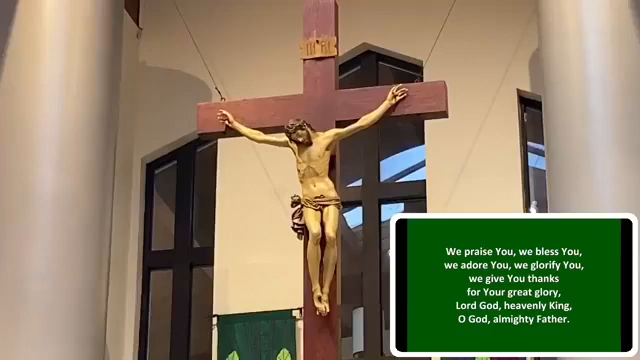 INRI
We praise You, we bless You,
we adore You, we glorify You,
we give You thanks
for Your great glory,
Lord God, heavenly King,
O God, almighty Father.